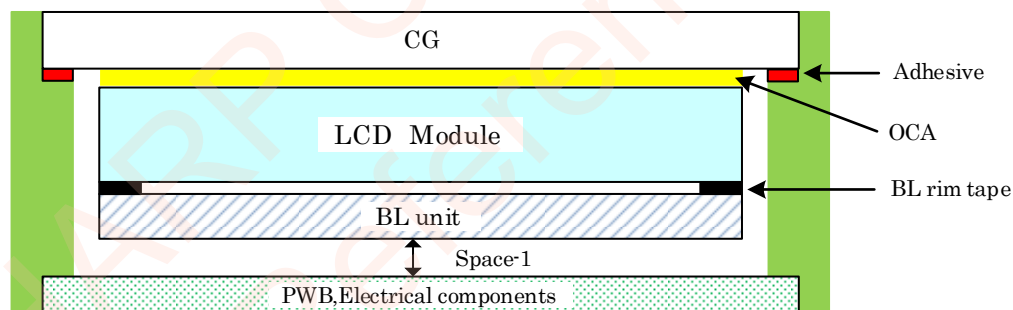 CG
Adhesive
LCD Module
OCA
BL rim tape
BL unit
Space-1
PWB,Electrical components